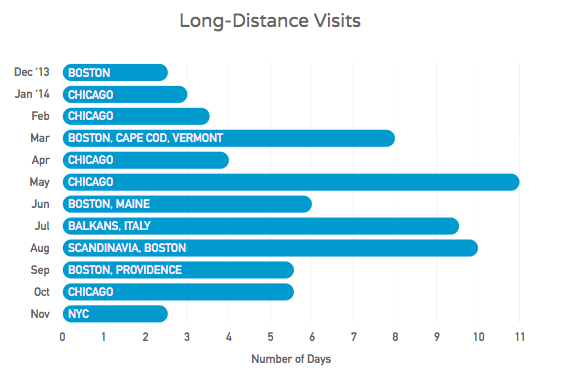 Long-Distance Visits
Dec '13 BOSTON
Jan '14 CHICAGO
Feb CHICAGO
Mar BOSTON, CAPE COD, VERMONT
Apr CHICAGO
May CHICAGO
Jun BOSTON, MAINE
Jul BALKANS, ITALY
Aug SCANDINAVIA, BOSTON
Sep BOSTON, PROVIDENCE
Oct CHICAGO
Nov NYC
0 1 2 3 4 5 6 7 8 9 10 11
Number of Days